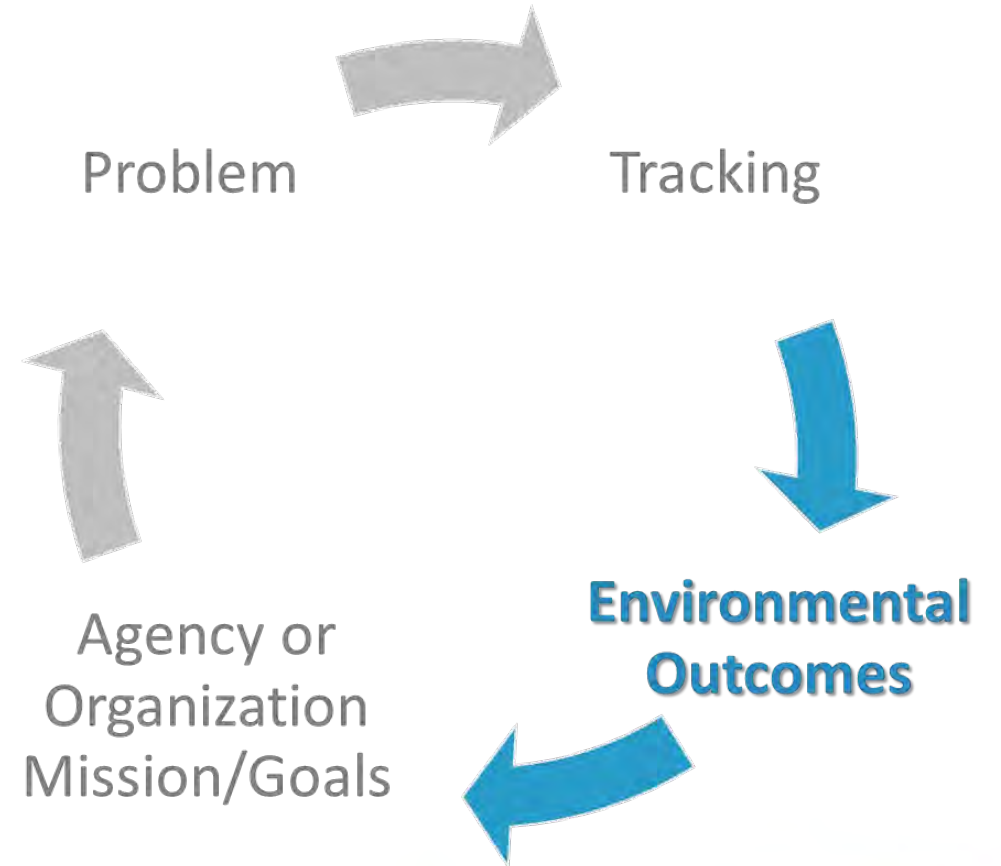 Problem
Tracking
Environmental
Outcomes
Agency or
Organization
Mission/Goals